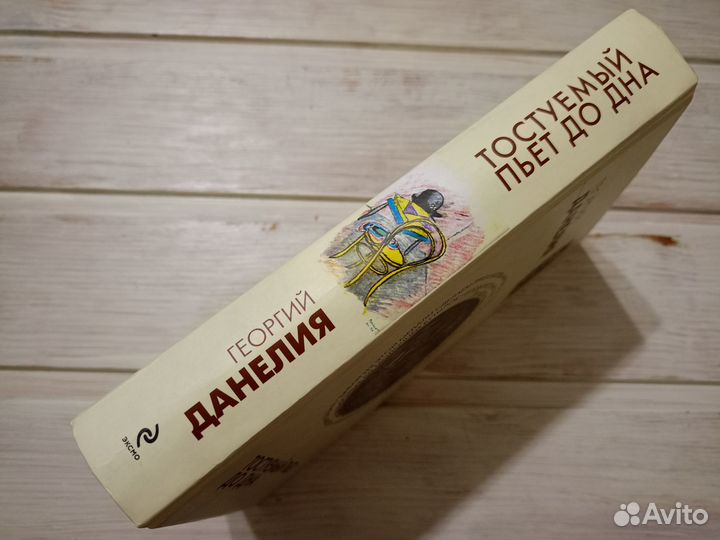 ТОСТУЕМЫЙ
ПЬЕТ ДО ДНА
ГЕОРГИЙ
ДАНЕЛИЯ
ЭКСМО
Avito